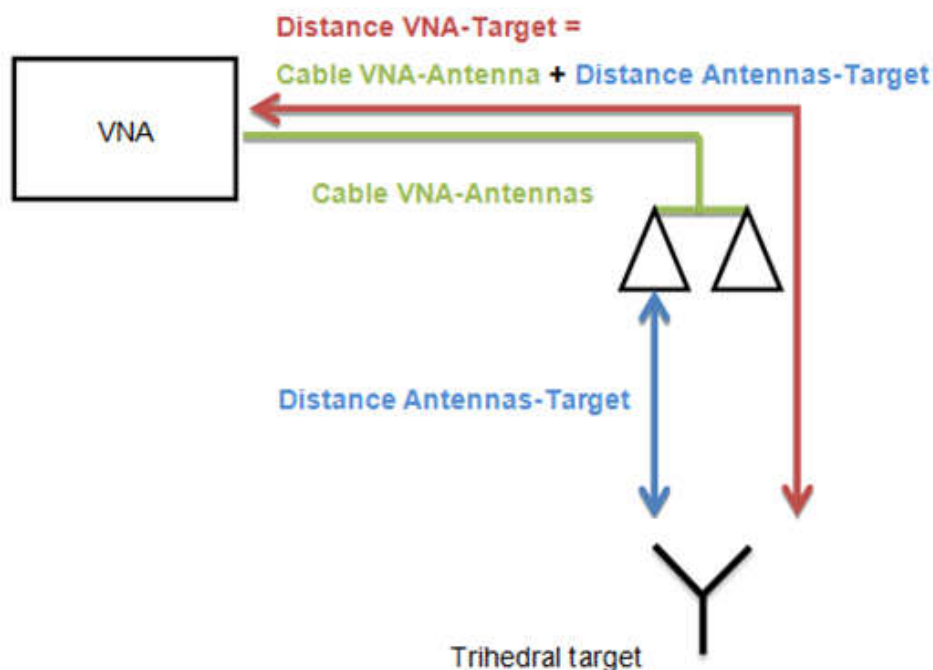 Distance VNA-Target =
Cable VNA-Antenna + Distance Antennas-Target
VNA
Cable VNA-Antennas
Distance Antennas-Target
Trihedral target